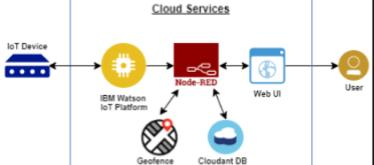 Cloud Services
IoT Device
IBM Watson
IoT Platform
Node-RED
Web UI
User
Geofence
Cloudant DB